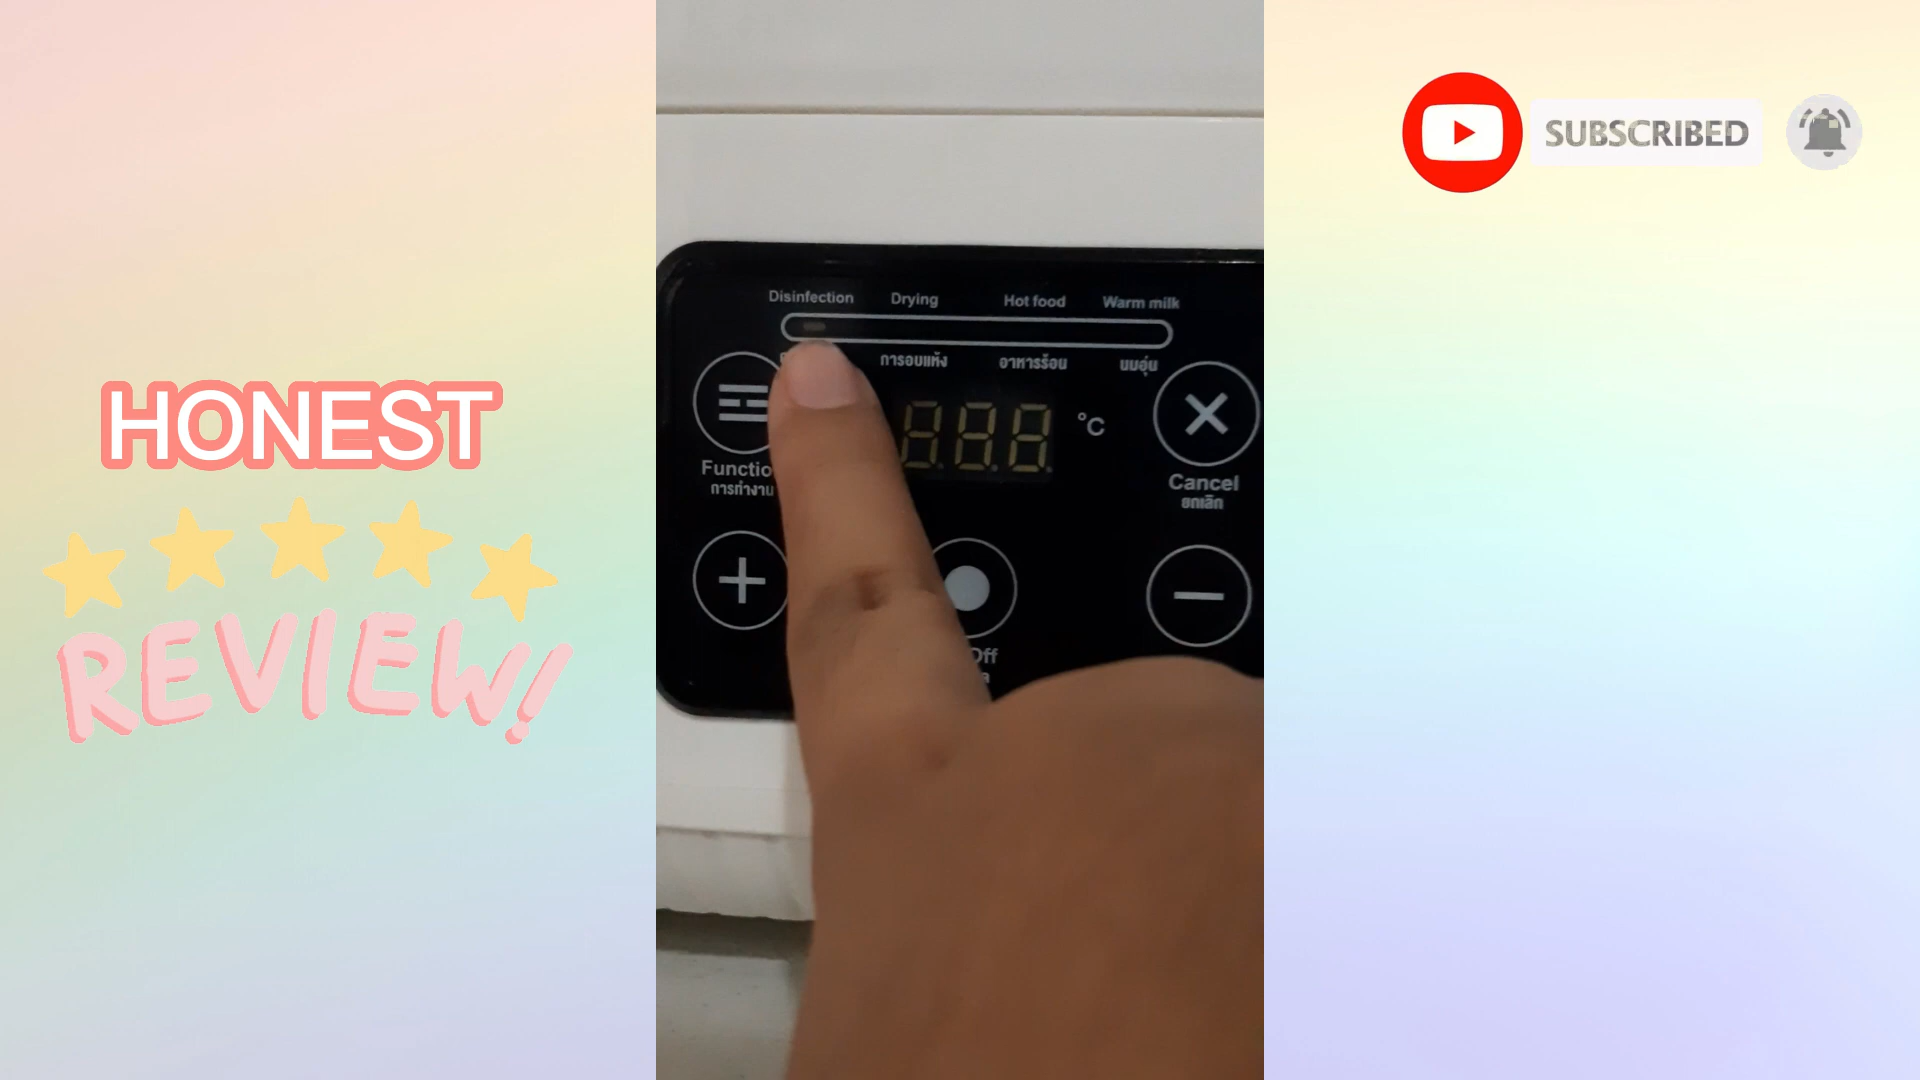 HONEST
REVIEW!
SUBSCRIBED
Disinfection Drying Hot food Warm milk
การอบแห้ง อาหารร้อน นมอุ่น
888 °C
Functio
การทำงาน
Cancel
ยกเลิก
Off